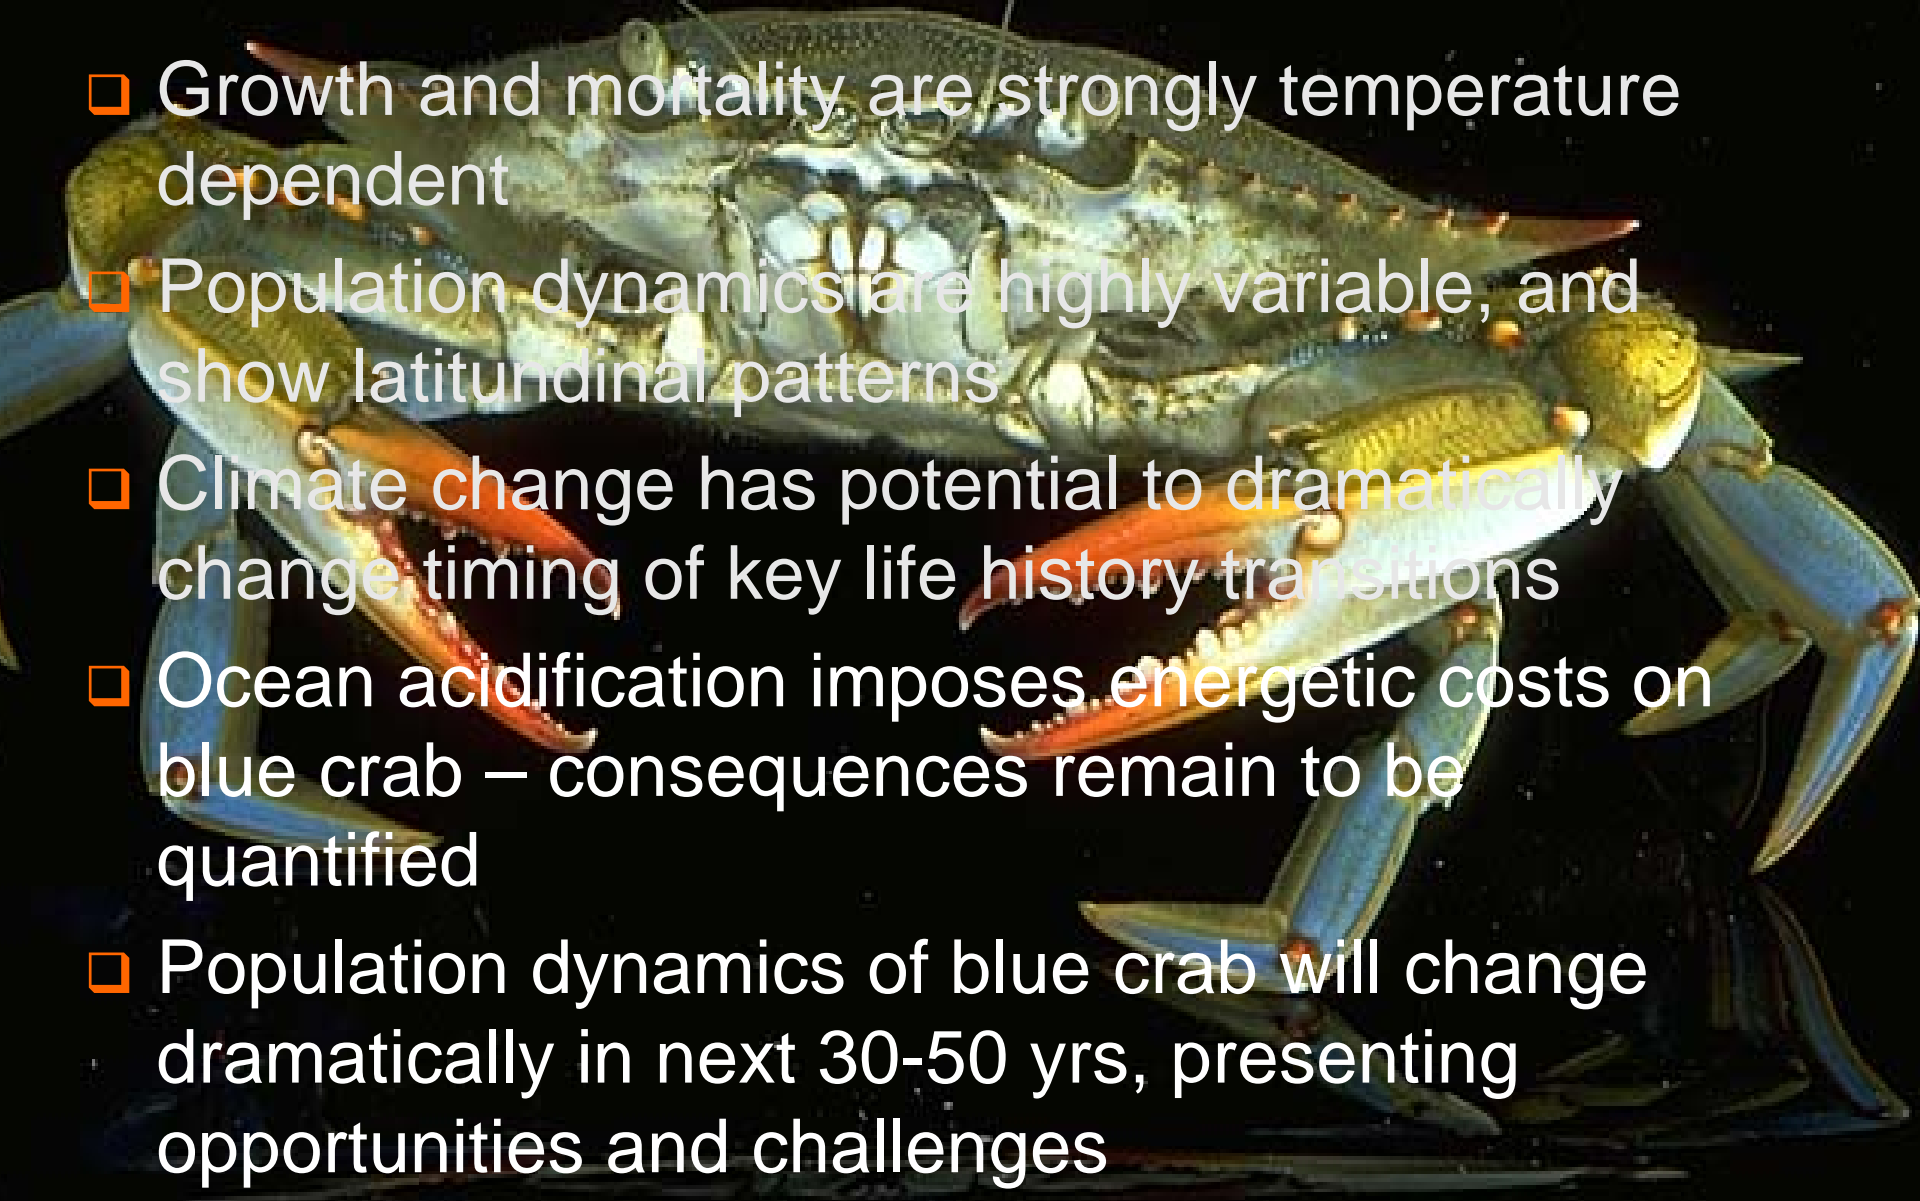 Growth and mortality are strongly temperature
dependent
Population dynamics are highly variable, and
show latitundinal patterns
Climate change has potential to dramatically
change timing of key life history transitions
Ocean acidification imposes energetic costs on
blue crab – consequences remain to be
quantified
Population dynamics of blue crab will change
dramatically in next 30-50 yrs, presenting
opportunities and challenges